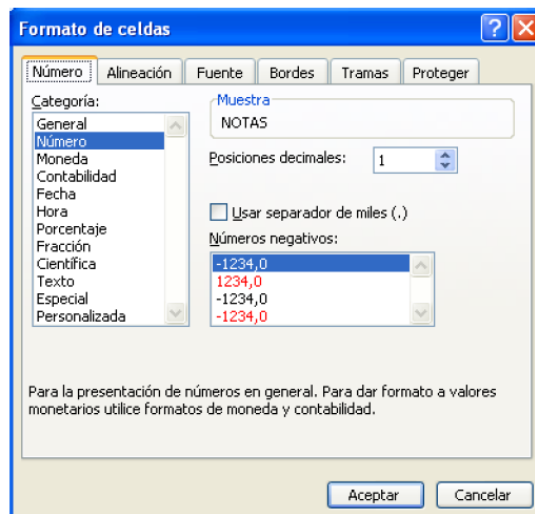 Formato de celdas
Número Alineación Fuente Bordes Tramas Proteger
Categoría:
General
Número
Moneda
Contabilidad
Fecha
Hora
Porcentaje
Fracción
Científica
Texto
Especial
Personalizada
Muestra
NOTAS
Posiciones decimales: 1
Usar separador de miles (.)
Números negativos:
-1234,0
1234,0
-1234,0
-1234,0
Para la presentación de números en general. Para dar formato a valores
monetarios utilice formatos de moneda y contabilidad.
Aceptar Cancelar